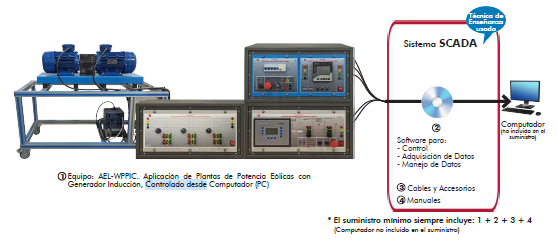 Técnica de
Enseñanza
usada
Sistema SCADA
②
Software para:
- Control
- Adquisición de Datos
- Manejo de Datos
Computador
(no incluido en el
suministro)
① Equipo: AEL-WPPIC. Aplicación de Plantas de Potencia Eólicas con
Generador Inducción, Controlado desde Computador (PC)
③ Cables y Accesorios
④ Manuales
* El suministro mínimo siempre incluye: 1 + 2 + 3 + 4
(Computador no incluido en el suministro)